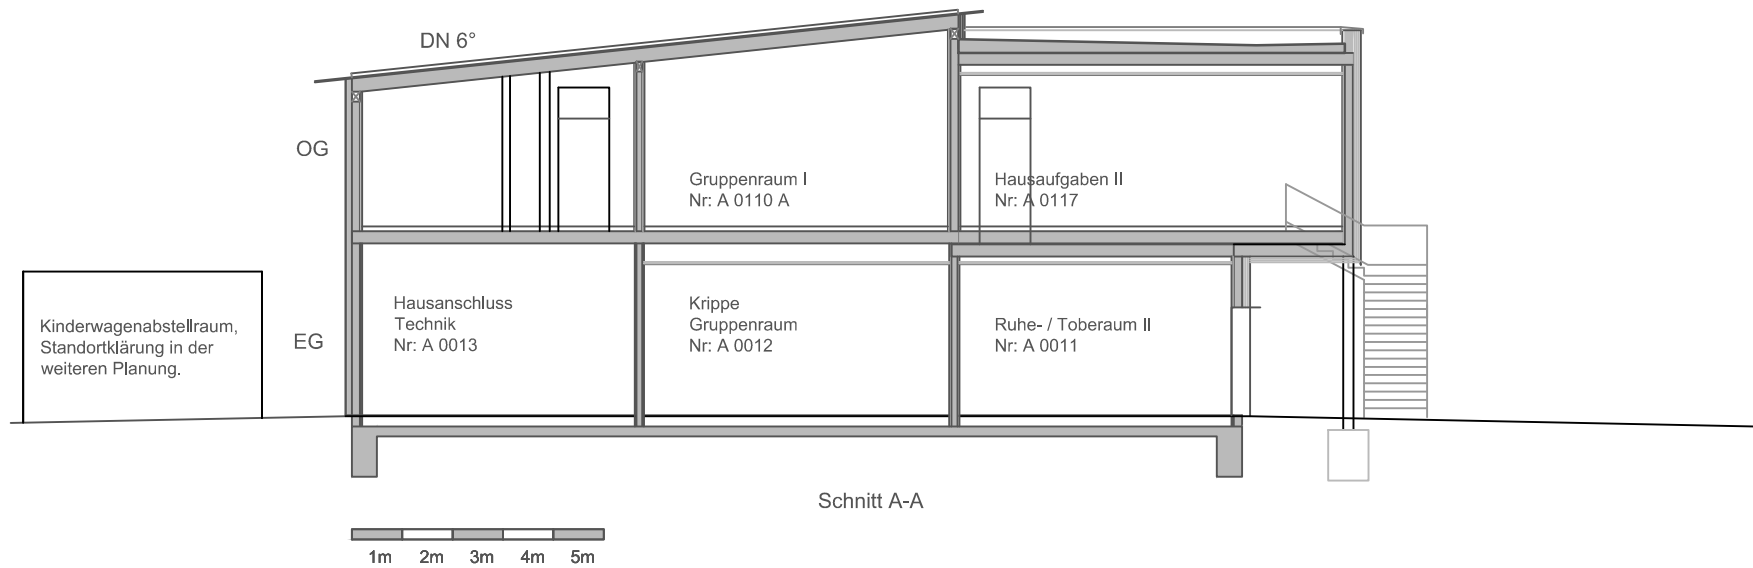 DN 6°
OG
Gruppenraum I
Nr: A 0110 A
Hausaufgaben II
Nr: A 0117
Kinderwagenabstellraum,
Standortklärung in der
weiteren Planung.
EG
Hausanschluss
Technik
Nr: A 0013
Krippe
Gruppenraum
Nr: A 0012
Ruhe- / Toberaum II
Nr: A 0011
Schnitt A-A
1m 2m 3m 4m 5m